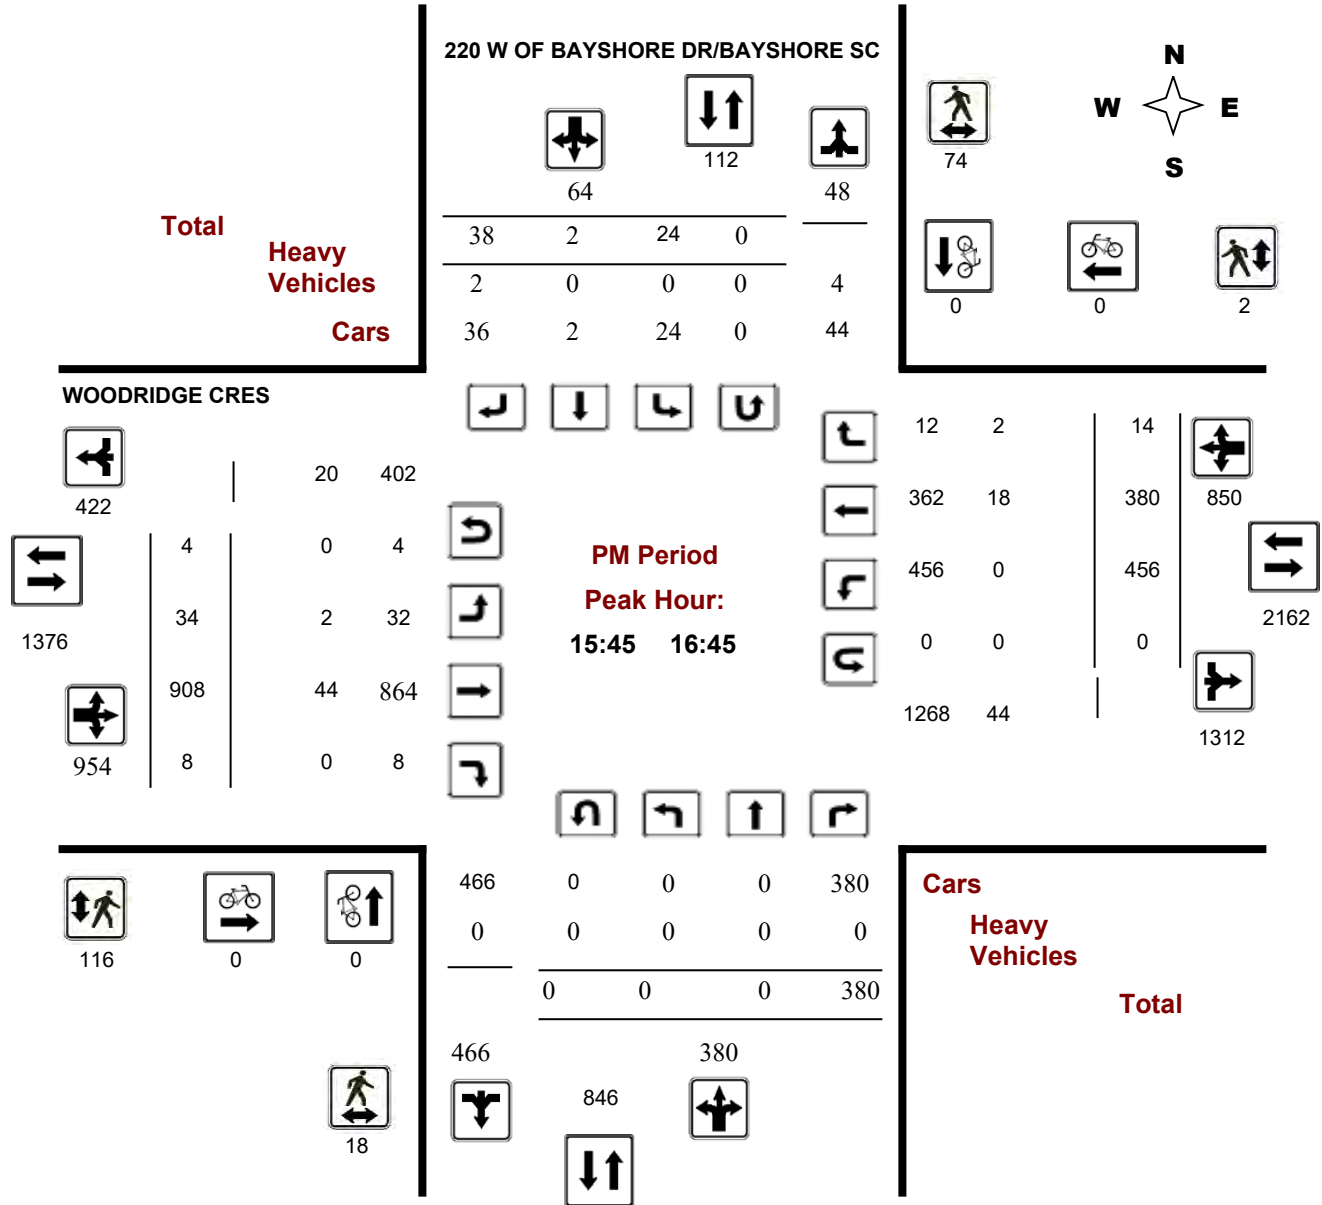 220 W OF BAYSHORE DR/BAYSHORE SC
N
W E
S
112
74
64 48
Total
38 2 24 0
Heavy
Vehicles
2 0 0 0 4
0 0 2
Cars
36 2 24 0 44
WOODRIDGE CRES
12 2 14
20 402
422
362 18 380 850
4 0 4
PM Period
456 0 456
Peak Hour:
34 2 32
2162
1376
15:45 16:45
0 0 0
908 44 864
1268 44
1312
954 8 0 8
466 0 0 0 380
Cars
0 0 0 0 0
Heavy
Vehicles
116 0 0
0 0 0 380
Total
466 380
846
18